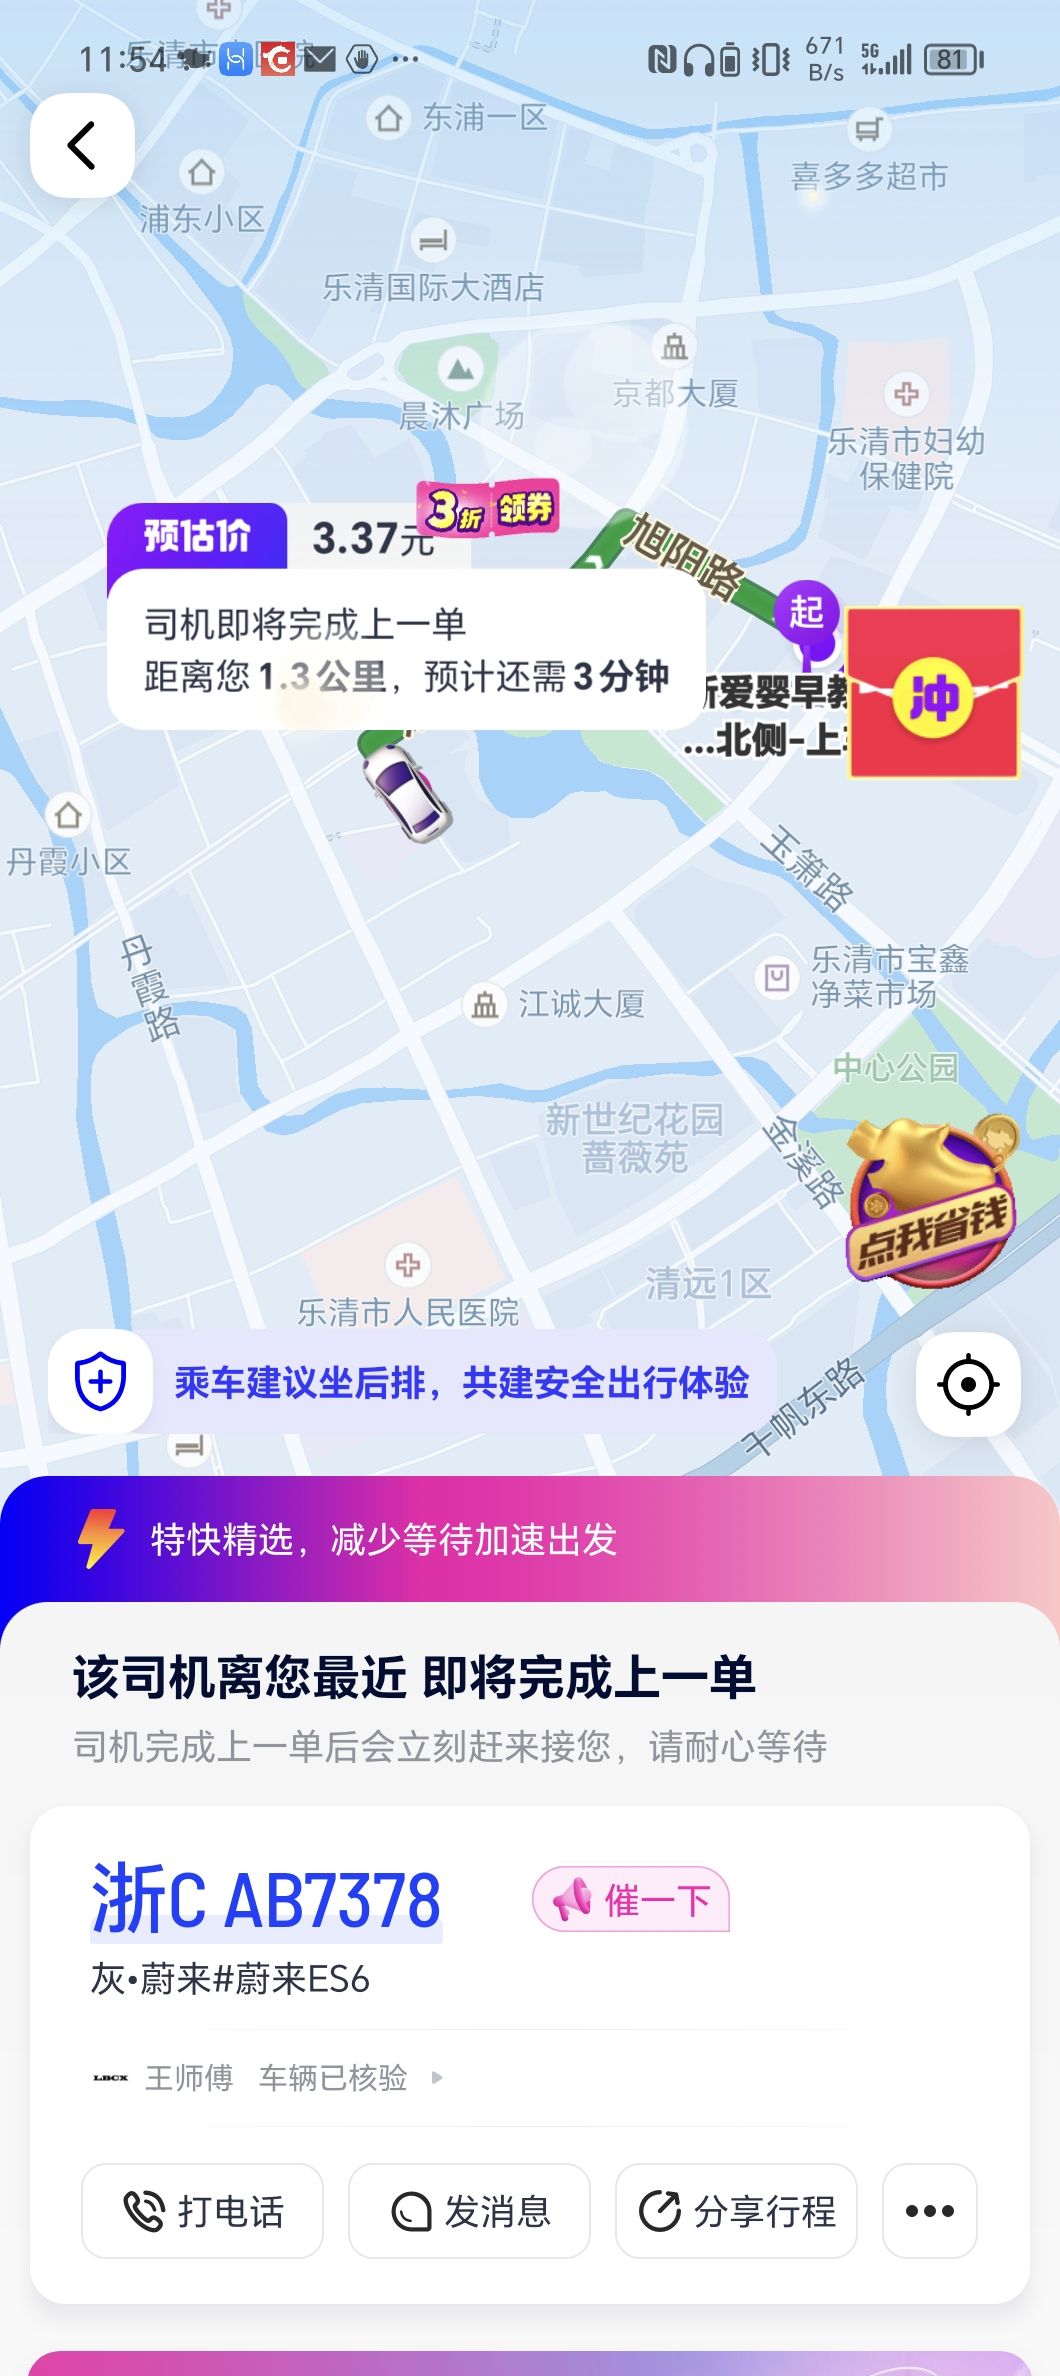 11:54
671
B/s
5G
81
东浦一区
喜多多超市
浦东小区
乐清国际大酒店
京都大厦
晨沐广场
乐清市妇幼
保健院
3折 领券
预估价 3.37元
旭阳路
起
司机即将完成上一单
距离您1.3公里，预计还需3分钟
爱婴早教
...北侧-上
冲
玉箫路
丹霞小区
丹霞路
乐清市宝鑫
净菜市场
江诚大厦
中心公园
新世纪花园
蔷薇苑
金溪路
点我省钱
清远1区
乐清市人民医院
千帆东路
乘车建议坐后排，共建安全出行体验
特快精选，减少等待加速出发
该司机离您最近 即将完成上一单
司机完成上一单后会立刻赶来接您，请耐心等待
浙C AB7378
催一下
灰•蔚来#蔚来ES6
LBCX 王师傅 车辆已核验
打电话
发消息
分享行程